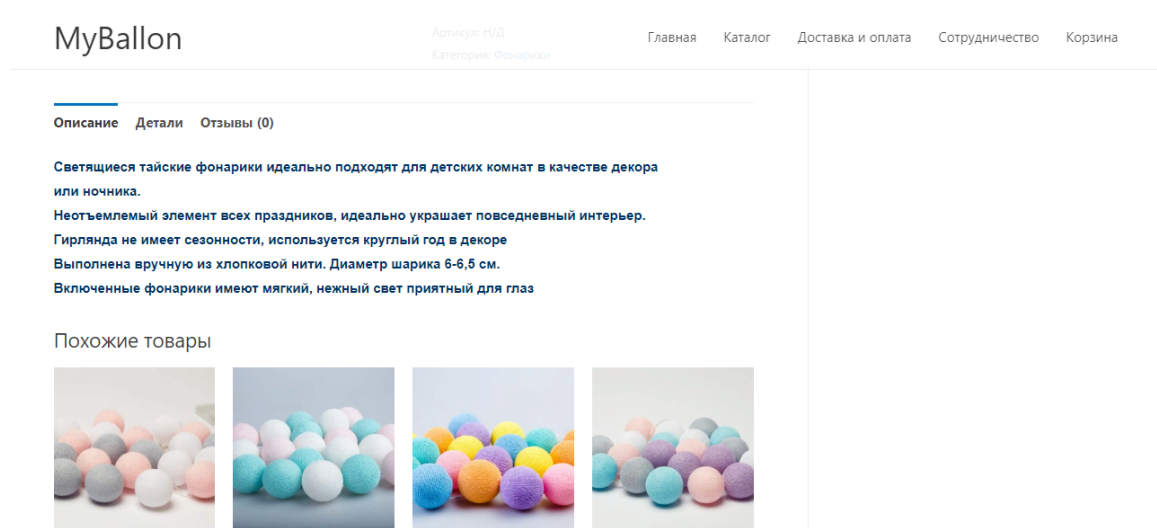 MyBallon
Артикул: Н/Д
Категория: Фонарики
Главная Каталог Доставка и оплата Сотрудничество Корзина
Описание Детали Отзывы (0)
Светящиеся тайские фонарики идеально подходят для детских комнат в качестве декора
или ночника.
Неотъемлемый элемент всех праздников, идеально украшает повседневный интерьер.
Гирлянда не имеет сезонности, используется круглый год в декоре
Выполнена вручную из хлопковой нити. Диаметр шарика 6-6,5 см.
Включенные фонарики имеют мягкий, нежный свет приятный для глаз
Похожие товары